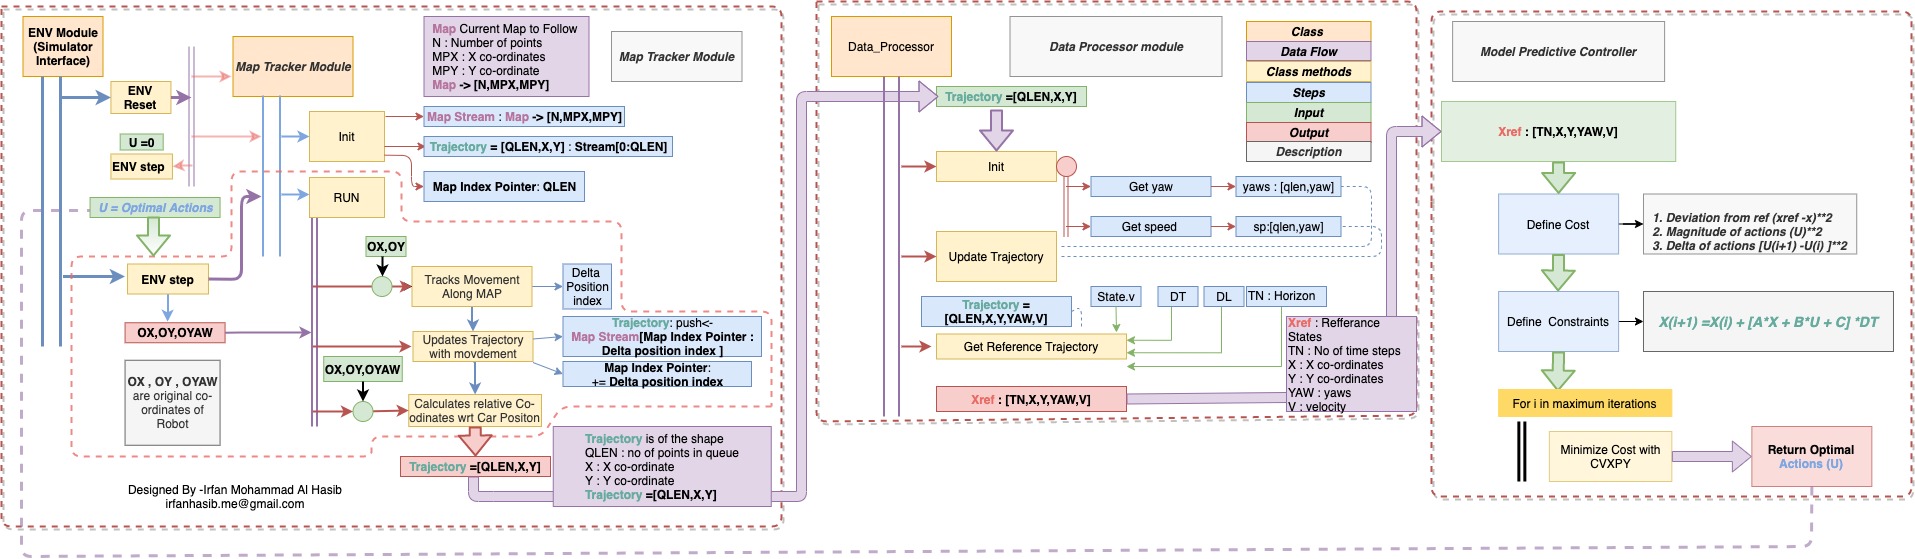 ENV Module
(Simulator
Interface)
ENV
Reset
U =0
ENV step
U = Optimal Actions
ENV step
OX,OY,OYAW
OX , OY , OYAW
are original co-
ordinates of
Robot
Designed By -Irfan Mohammad Al Hasib
irfanhasib.me@gmail.com
Map Tracker Module
Map Current Map to Follow
N : Number of points
MPX : X co-ordinates
MPY : Y co-ordinate
Map -> [N,MPX,MPY]
Map Tracker Module
Init
Map Stream : Map -> [N,MPX,MPY]
Trajectory = [QLEN,X,Y] : Stream[0:QLEN]
Map Index Pointer: QLEN
RUN
OX,OY
Tracks Movement
Along MAP
Delta
Position
index
Updates Trajectory
with movdement
Trajectory: push<-
Map Stream[Map Index Pointer :
Delta position index ]
Map Index Pointer:
+= Delta position index
OX,OY,OYAW
Calculates relative Co-
odinates wrt Car Positon
Trajectory =[QLEN,X,Y]
Trajectory is of the shape
QLEN : no of points in queue
X : X co-ordinate
Y : Y co-ordinate
Trajectory =[QLEN,X,Y]
Data_Processor
Data Processor module
Class
Data Flow
Class methods
Steps
Input
Output
Description
Trajectory =[QLEN,X,Y]
Init
Get yaw
yaws : [qlen,yaw]
Get speed
sp:[qlen,yaw]
Update Trajectory
Trajectory =
[QLEN,X,Y,YAW,V]
State.v
DT
DL
TN : Horizon
Get Reference Trajectory
Xref : [TN,X,Y,YAW,V]
Xref : Refferance
States
TN : No of time steps
X : X co-ordinates
Y : Y co-ordinates
YAW : yaws
V : velocity
Model Predictive Controller
Xref : [TN,X,Y,YAW,V]
Define Cost
1. Deviation from ref (xref -x)**2
2. Magnitude of actions (U)**2
3. Delta of actions [U(i+1) -U(i) ]**2
Define  Constraints
X(i+1) =X(i) + [A*X + B*U + C] *DT
For i in maximum iterations
Minimize Cost with
CVXPY
Return Optimal
Actions (U)